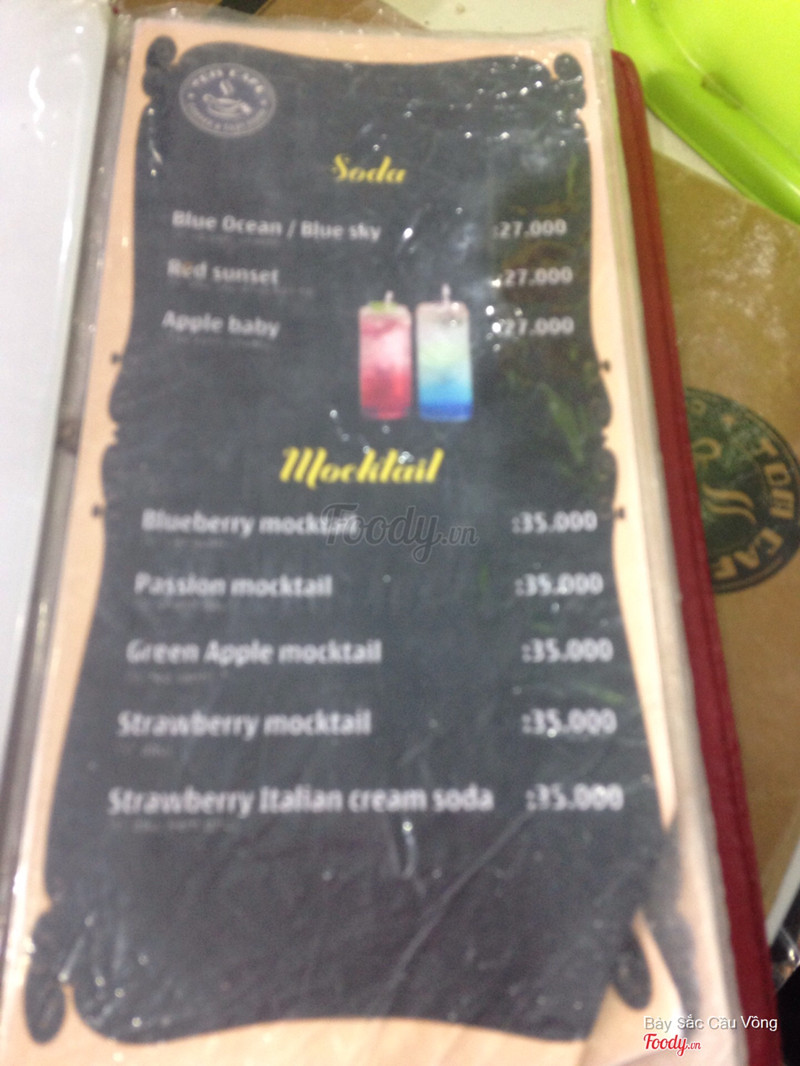 Soda
Blue Ocean / Blue sky :27.000
Red sunset :27.000
Apple baby :27.000
Mocktail
Blueberry mocktail :35.000
Foody.vn
Passion mocktail :35.000
Green Apple mocktail :35.000
Strawberry mocktail :35.000
Strawberry Italian cream soda :35.000
Bảy Sắc Cầu Vồng
Foody.vn